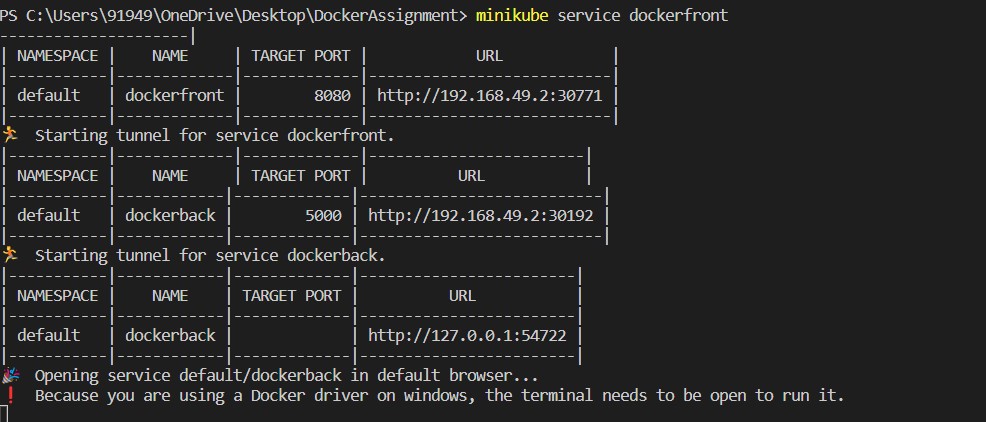 PS C:\Users\91949\OneDrive\Desktop\DockerAssignment> minikube service dockerfront
---------------------|
| NAMESPACE | NAME | TARGET PORT | URL |
|-----------|-------------|-------------|---------------------------|
| default | dockerfront | 8080 | http://192.168.49.2:30771 |
|-----------|-------------|-------------|---------------------------|
🏃 Starting tunnel for service dockerfront.
|-----------|-------------|-------------|------------------------|
| NAMESPACE | NAME | TARGET PORT | URL |
|-----------|------------|-------------|---------------------------|
| default | dockerback | 5000 | http://192.168.49.2:30192 |
|-----------|------------|-------------|---------------------------|
🏃 Starting tunnel for service dockerback.
|-----------|------------|-------------|------------------------|
| NAMESPACE | NAME | TARGET PORT | URL |
|-----------|------------|-------------|------------------------|
| default | dockerback | | http://127.0.0.1:54722 |
|-----------|------------|-------------|------------------------|
🎉 Opening service default/dockerback in default browser...
❗ Because you are using a Docker driver on windows, the terminal needs to be open to run it.